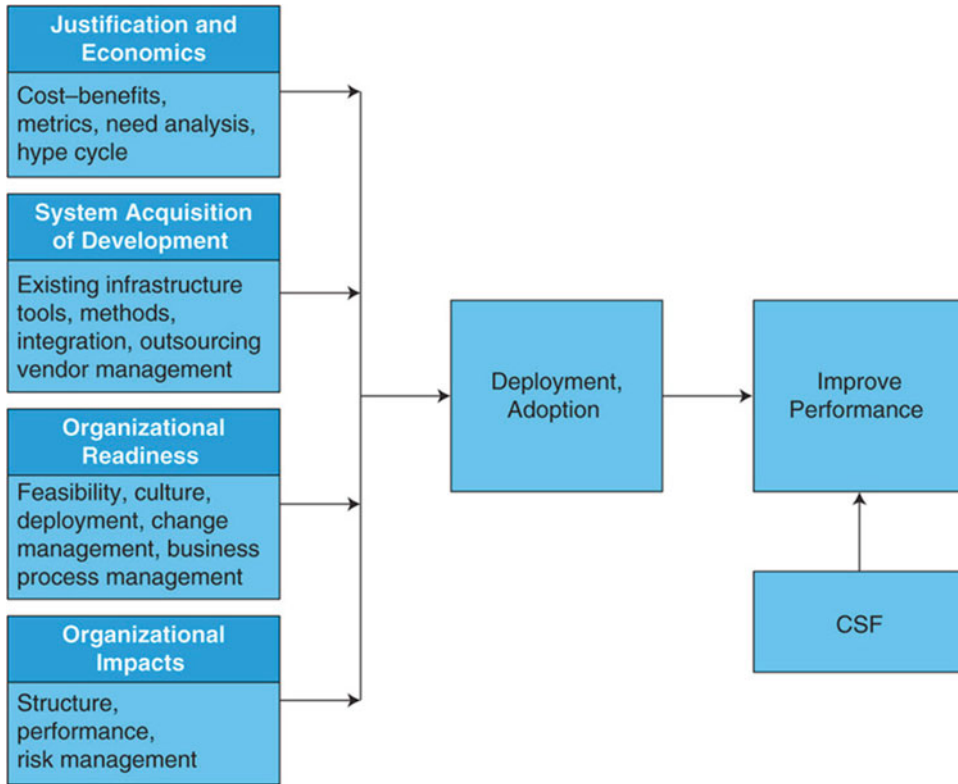 Justification and
Economics
Cost–benefits,
metrics, need analysis,
hype cycle
System Acquisition
of Development
Existing infrastructure
tools, methods,
integration, outsourcing
vendor management
Organizational
Readiness
Feasibility, culture,
deployment, change
management, business
process management
Organizational
Impacts
Structure,
performance,
risk management
Deployment,
Adoption
Improve
Performance
CSF